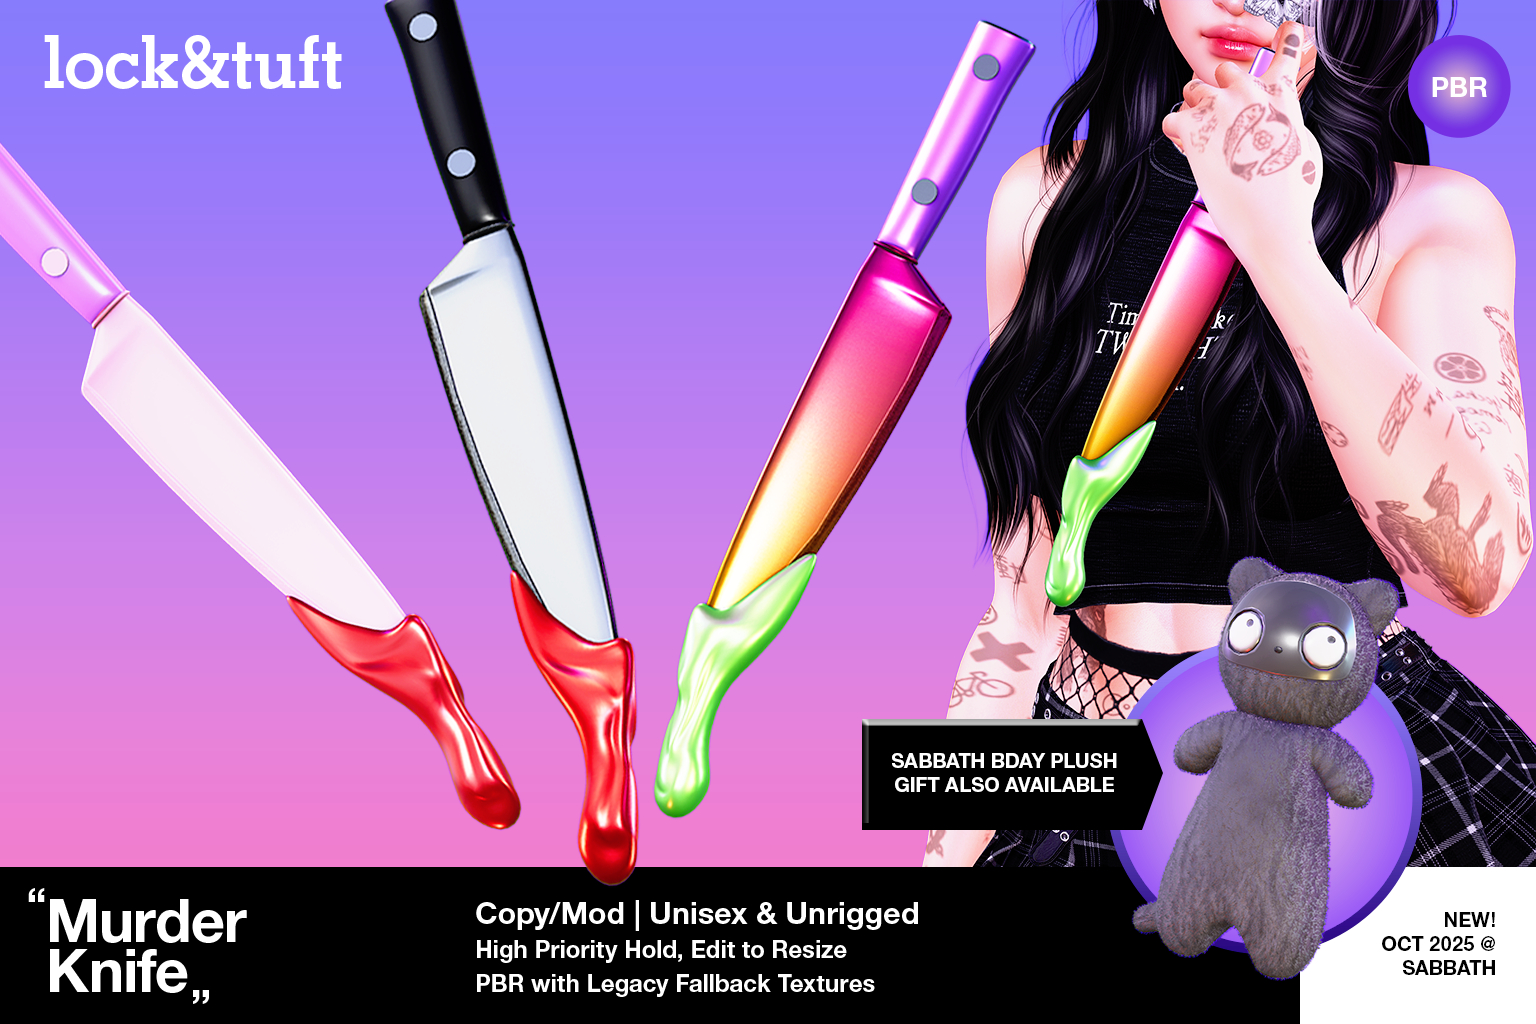 lock&tuft
PBR
SABBATH BDAY PLUSH
GIFT ALSO AVAILABLE
“Murder
Knife„
Copy/Mod | Unisex & Unrigged
High Priority Hold, Edit to Resize
PBR with Legacy Fallback Textures
NEW!
OCT 2025 @
SABBATH